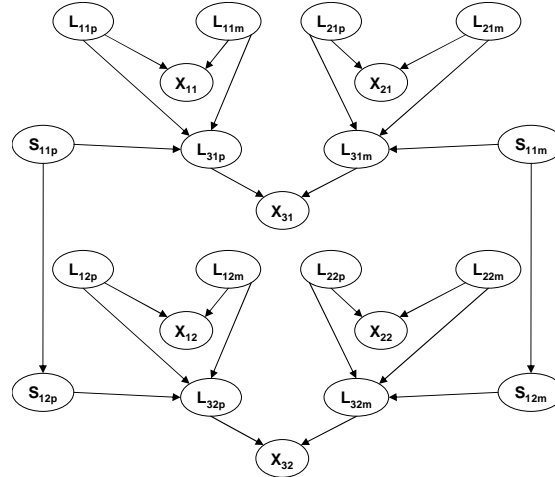 L11p L11m L21p L21m
X11 X21
S11p L31p L31m S11m
X31
L12p L12m L22p L22m
X12 X22
S12p L32p L32m S12m
X32